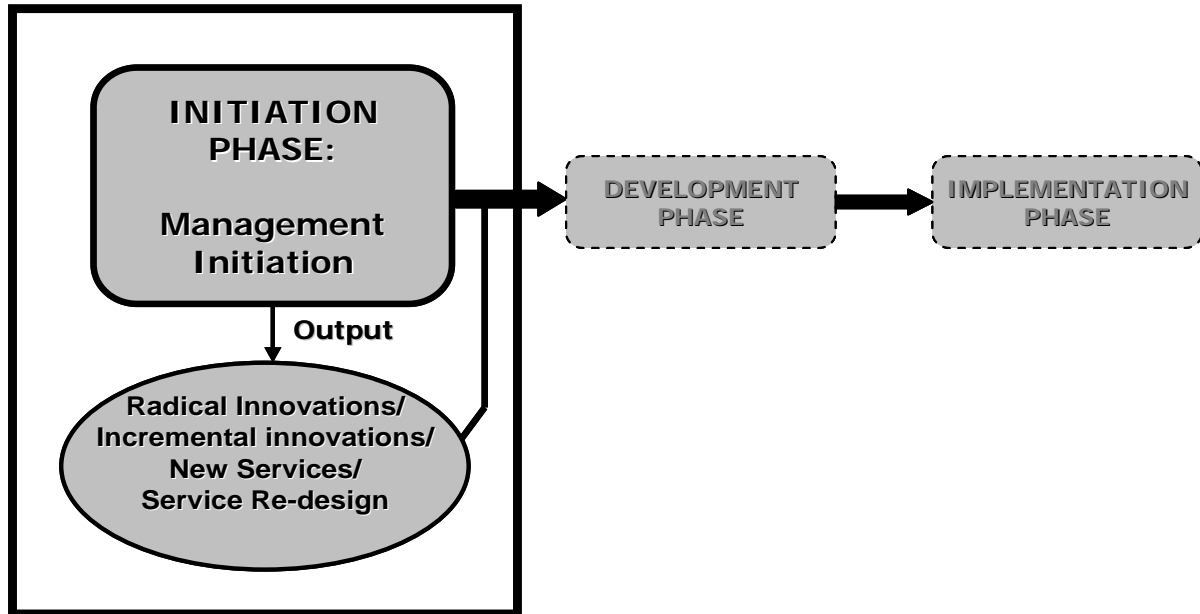 INITIATION
PHASE:
Management
Initiation
Output
Radical Innovations/
Incremental innovations/
New Services/
Service Re-design
DEVELOPMENT
PHASE
IMPLEMENTATION
PHASE